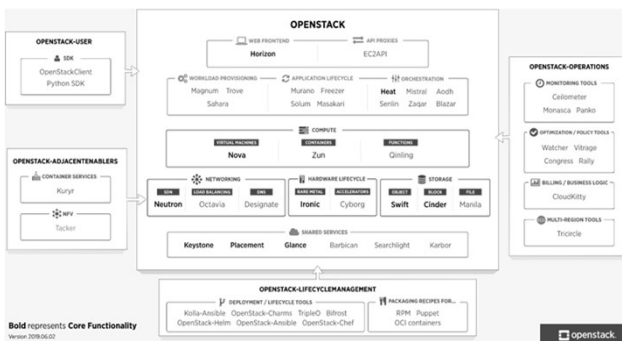 OPENSTACK
WEB FRONTEND
Horizon
API PROXIES
EC2API
WORKLOAD PROVISIONING
Magnum Trove
Sahara
APPLICATION LIFECYCLE
Murano Freezer
Solum Masakari
ORCHESTRATION
Heat Mistral Aodh
Senlin Zaqar Blazar
COMPUTE
VIRTUAL MACHINES
Nova
CONTAINERS
Zun
FUNCTIONS
Qinling
NETWORKING
SDN
Neutron
LOAD BALANCING
Octavia
DNS
Designate
HARDWARE LIFECYCLE
BARE METAL
Ironic
ACCELERATORS
Cyborg
STORAGE
OBJECT
Swift
BLOCK
Cinder
FILE
Manila
SHARED SERVICES
Keystone Placement Glance Barbican Searchlight Karbor
OPENSTACK-USER
SDK
OpenStackClient
Python SDK
OPENSTACK-ADJACENTENABLERS
CONTAINER SERVICES
Kuryr
NFV
Tacker
OPENSTACK-OPERATIONS
MONITORING TOOLS
Ceilometer
Monasca Panko
OPTIMIZATION / POLICY TOOLS
Watcher Vitrage
Congress Rally
BILLING / BUSINESS LOGIC
CloudKitty
MULTI-REGION TOOLS
Tricircle
OPENSTACK-LIFECYCLEMANAGEMENT
DEPLOYMENT / LIFECYCLE TOOLS
Kolla-Ansible OpenStack-Charms TripleO Bifrost
OpenStack-Helm OpenStack-Ansible OpenStack-Chef
PACKAGING RECIPES FOR...
RPM Puppet
OCI containers
Bold represents Core Functionality
Version 2019.06.02
openstack.